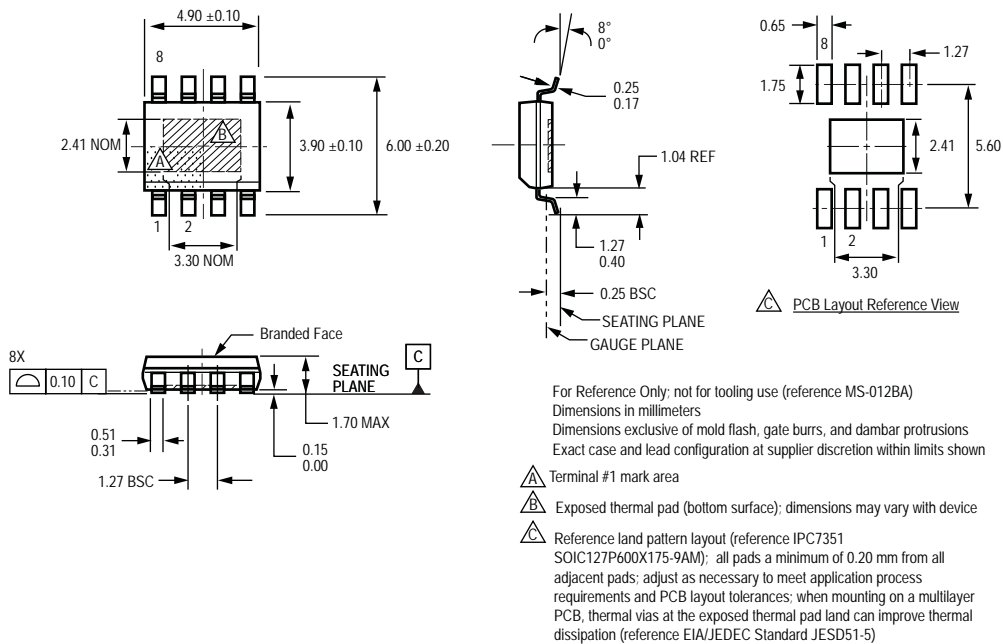 4.90 ±0.10
8
2.41 NOM
A
B
3.90 ±0.10
6.00 ±0.20
1
2
3.30 NOM
8°
0°
0.25
0.17
1.04 REF
1.27
0.40
0.25 BSC
SEATING PLANE
GAUGE PLANE
0.65
8
1.27
1.75
2.41
5.60
1
2
3.30
C
PCB Layout Reference View
Branded Face
8X
0.10
C
SEATING
PLANE
C
1.70 MAX
0.51
0.31
0.15
0.00
1.27 BSC
For Reference Only; not for tooling use (reference MS-012BA)
Dimensions in millimeters
Dimensions exclusive of mold flash, gate burrs, and dambar protrusions
Exact case and lead configuration at supplier discretion within limits shown
A Terminal #1 mark area
B Exposed thermal pad (bottom surface); dimensions may vary with device
C Reference land pattern layout (reference IPC7351
SOIC127P600X175-9AM); all pads a minimum of 0.20 mm from all
adjacent pads; adjust as necessary to meet application process
requirements and PCB layout tolerances; when mounting on a multilayer
PCB, thermal vias at the exposed thermal pad land can improve thermal
dissipation (reference EIA/JEDEC Standard JESD51-5)